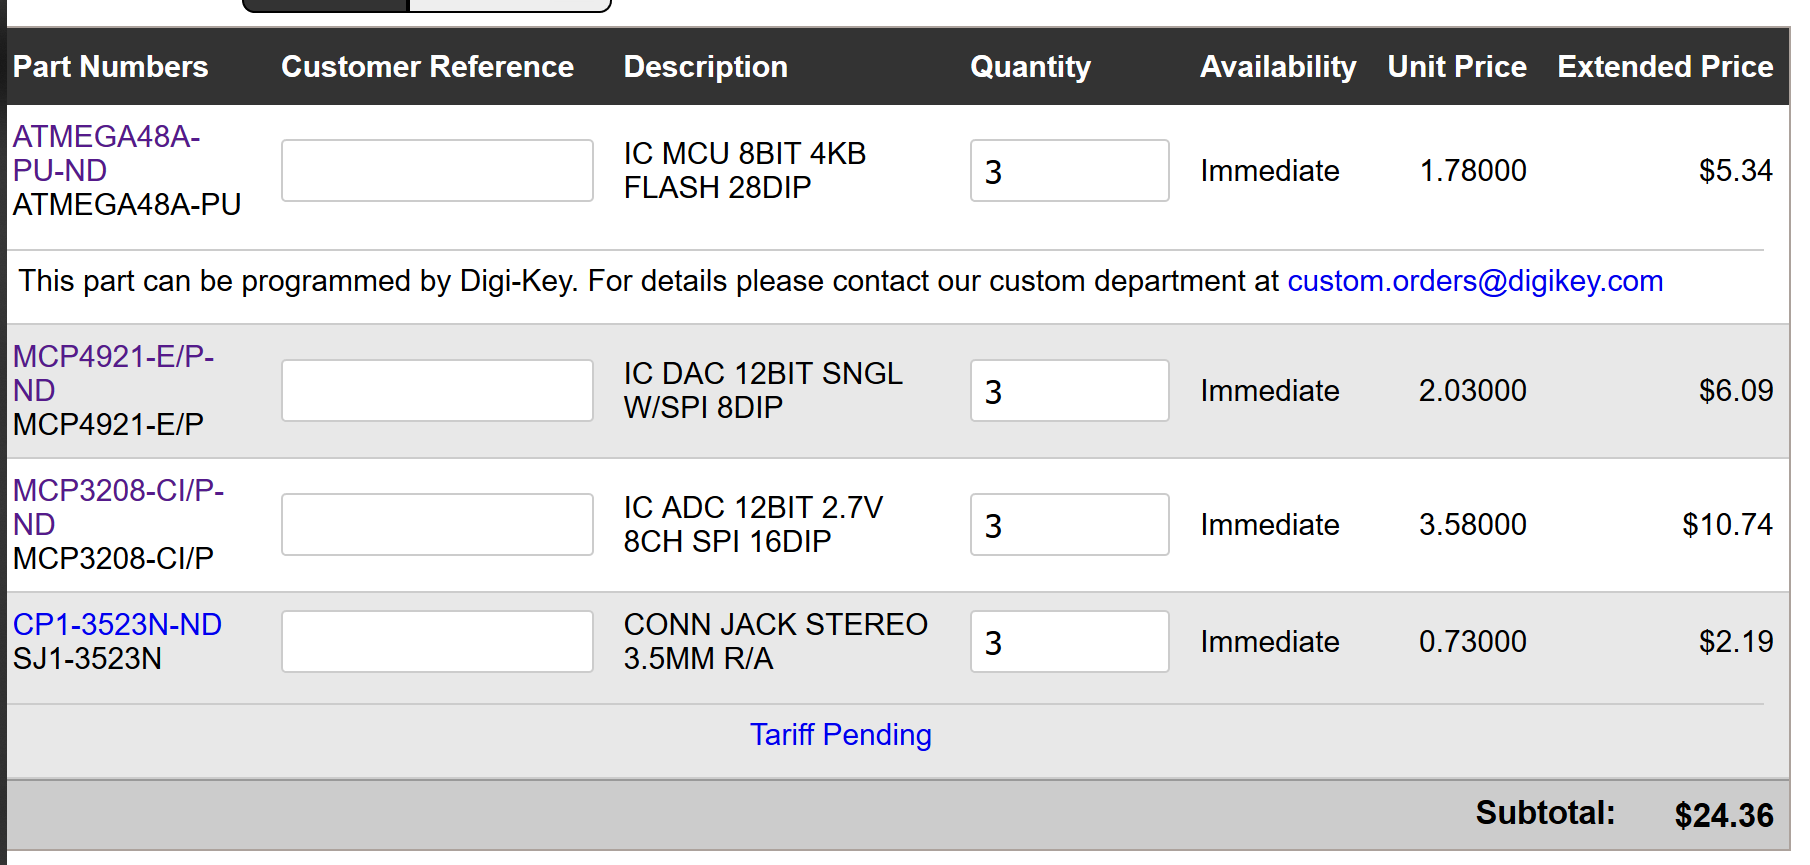 Part Numbers Customer Reference Description Quantity Availability Unit Price Extended Price
ATMEGA48A-
PU-ND
ATMEGA48A-PU
IC MCU 8BIT 4KB
FLASH 28DIP
3
Immediate
1.78000
$5.34
This part can be programmed by Digi-Key. For details please contact our custom department at custom.orders@digikey.com
MCP4921-E/P-
ND
MCP4921-E/P
IC DAC 12BIT SNGL
W/SPI 8DIP
3
Immediate
2.03000
$6.09
MCP3208-CI/P-
ND
MCP3208-CI/P
IC ADC 12BIT 2.7V
8CH SPI 16DIP
3
Immediate
3.58000
$10.74
CP1-3523N-ND
SJ1-3523N
CONN JACK STEREO
3.5MM R/A
3
Immediate
0.73000
$2.19
Tariff Pending
Subtotal: $24.36